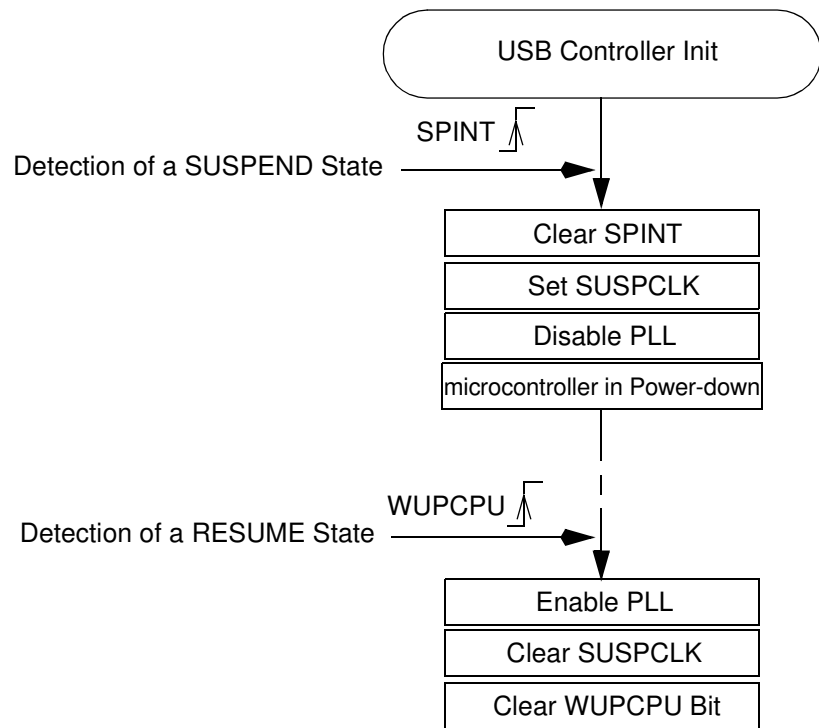 USB Controller Init
SPINT
Detection of a SUSPEND State
Clear SPINT
Set SUSPCLK
Disable PLL
microcontroller in Power-down
WUPCPU
Detection of a RESUME State
Enable PLL
Clear SUSPCLK
Clear WUPCPU Bit